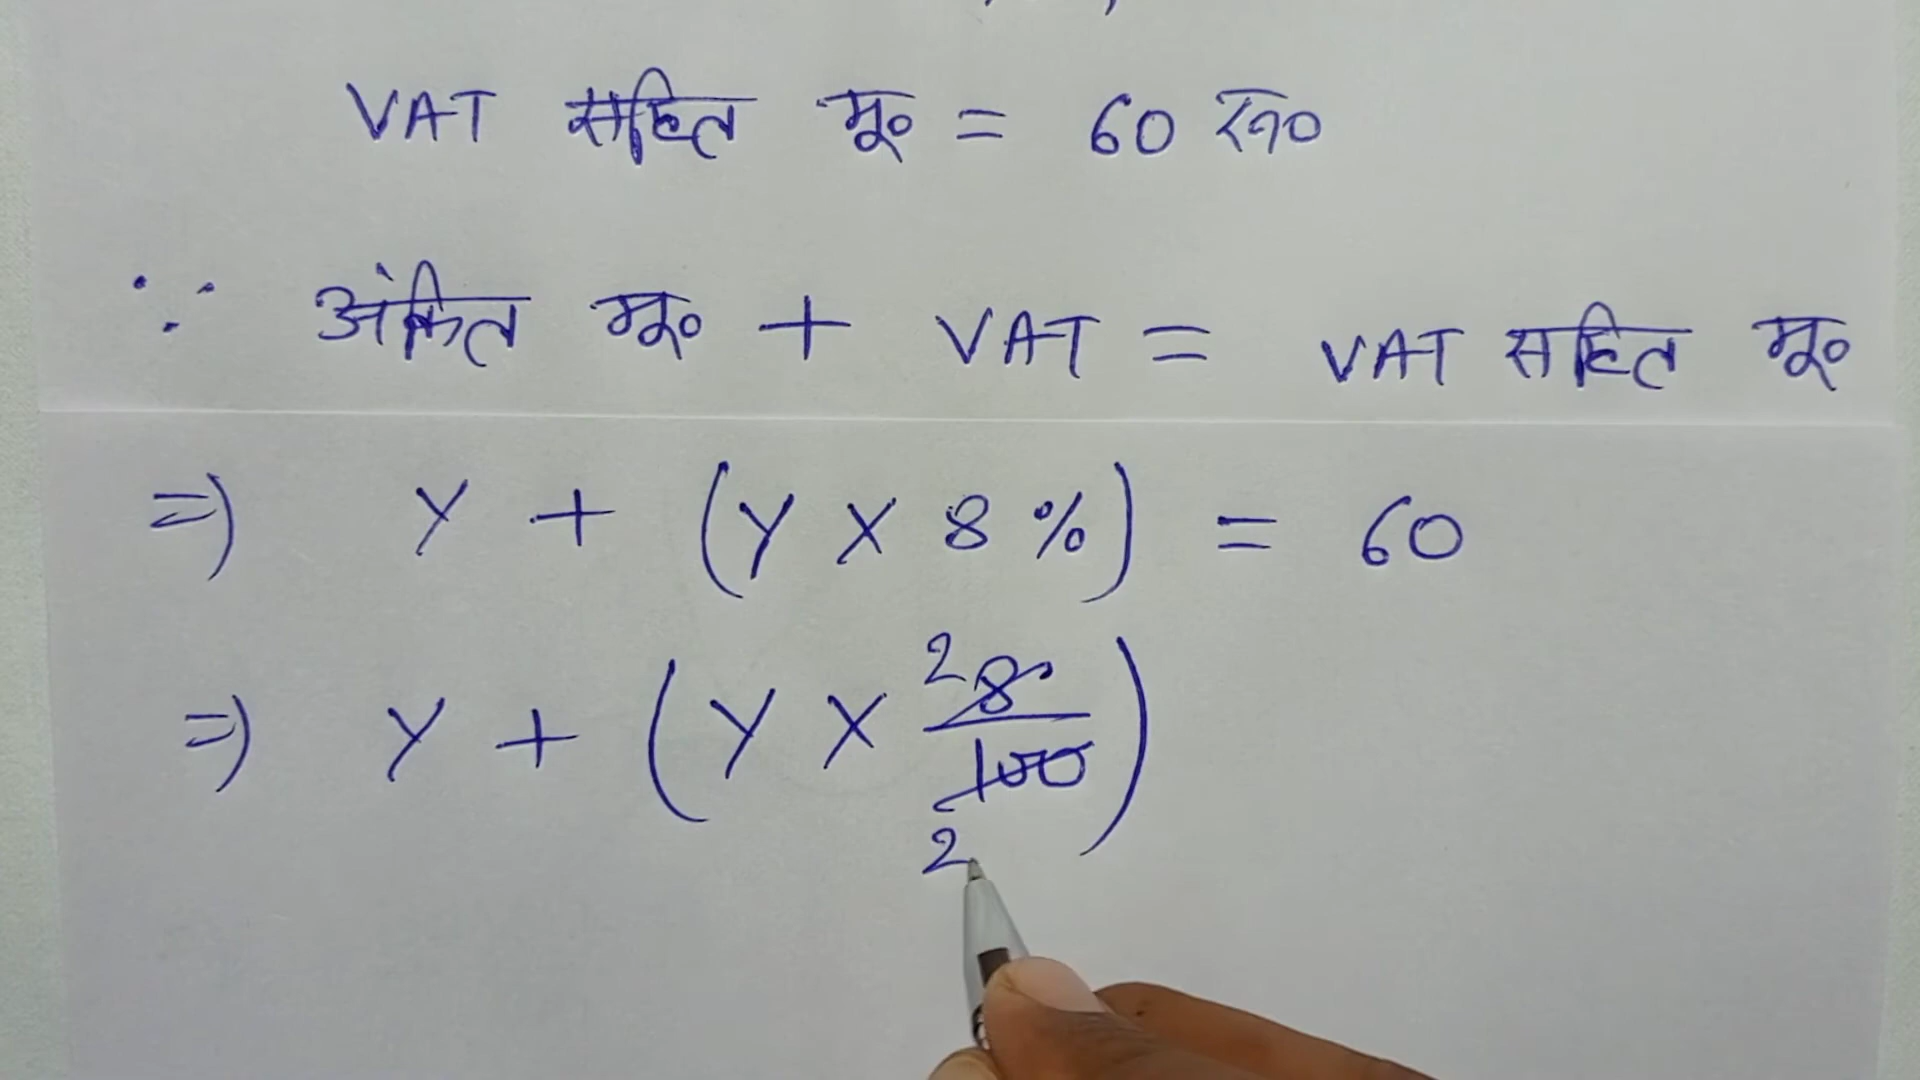 VAT सहित मू० = 60 रू०
∵ अंकित मू० + VAT = VAT सहित मू०
=) Y + (Y X 8 %) = 60
=) Y + (Y X 2 8/100 2)